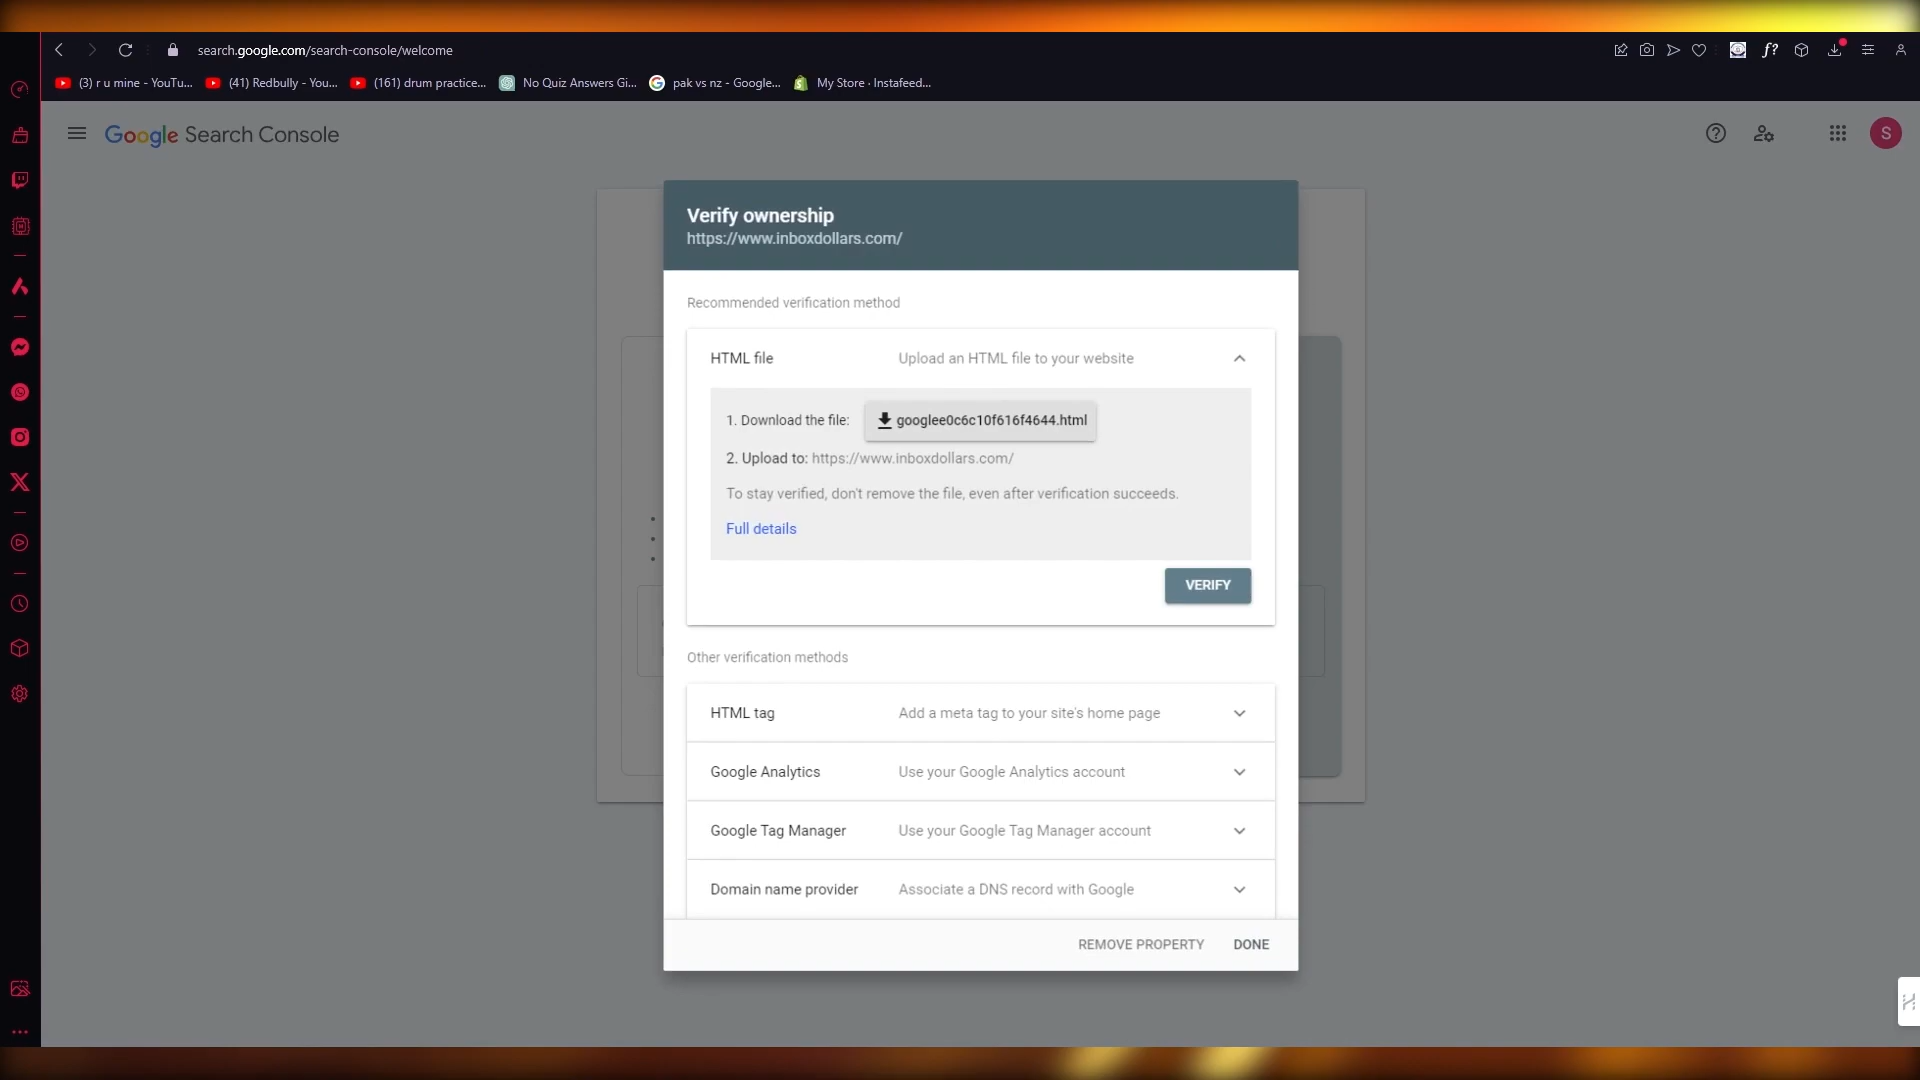 search.google.com/search-console/welcome
(3) r u mine - YouTu...
(41) Redbully - You...
(161) drum practice...
No Quiz Answers Gi...
pak vs nz - Google...
My Store · Instafeed...
f?
Google Search Console
S
Verify ownership
https://www.inboxdollars.com/
Recommended verification method
HTML file Upload an HTML file to your website
1. Download the file: googlee0c6c10f616f4644.html
2. Upload to: https://www.inboxdollars.com/
To stay verified, don't remove the file, even after verification succeeds.
Full details
VERIFY
Other verification methods
HTML tag Add a meta tag to your site's home page
Google Analytics Use your Google Analytics account
Google Tag Manager Use your Google Tag Manager account
Domain name provider Associate a DNS record with Google
REMOVE PROPERTY DONE